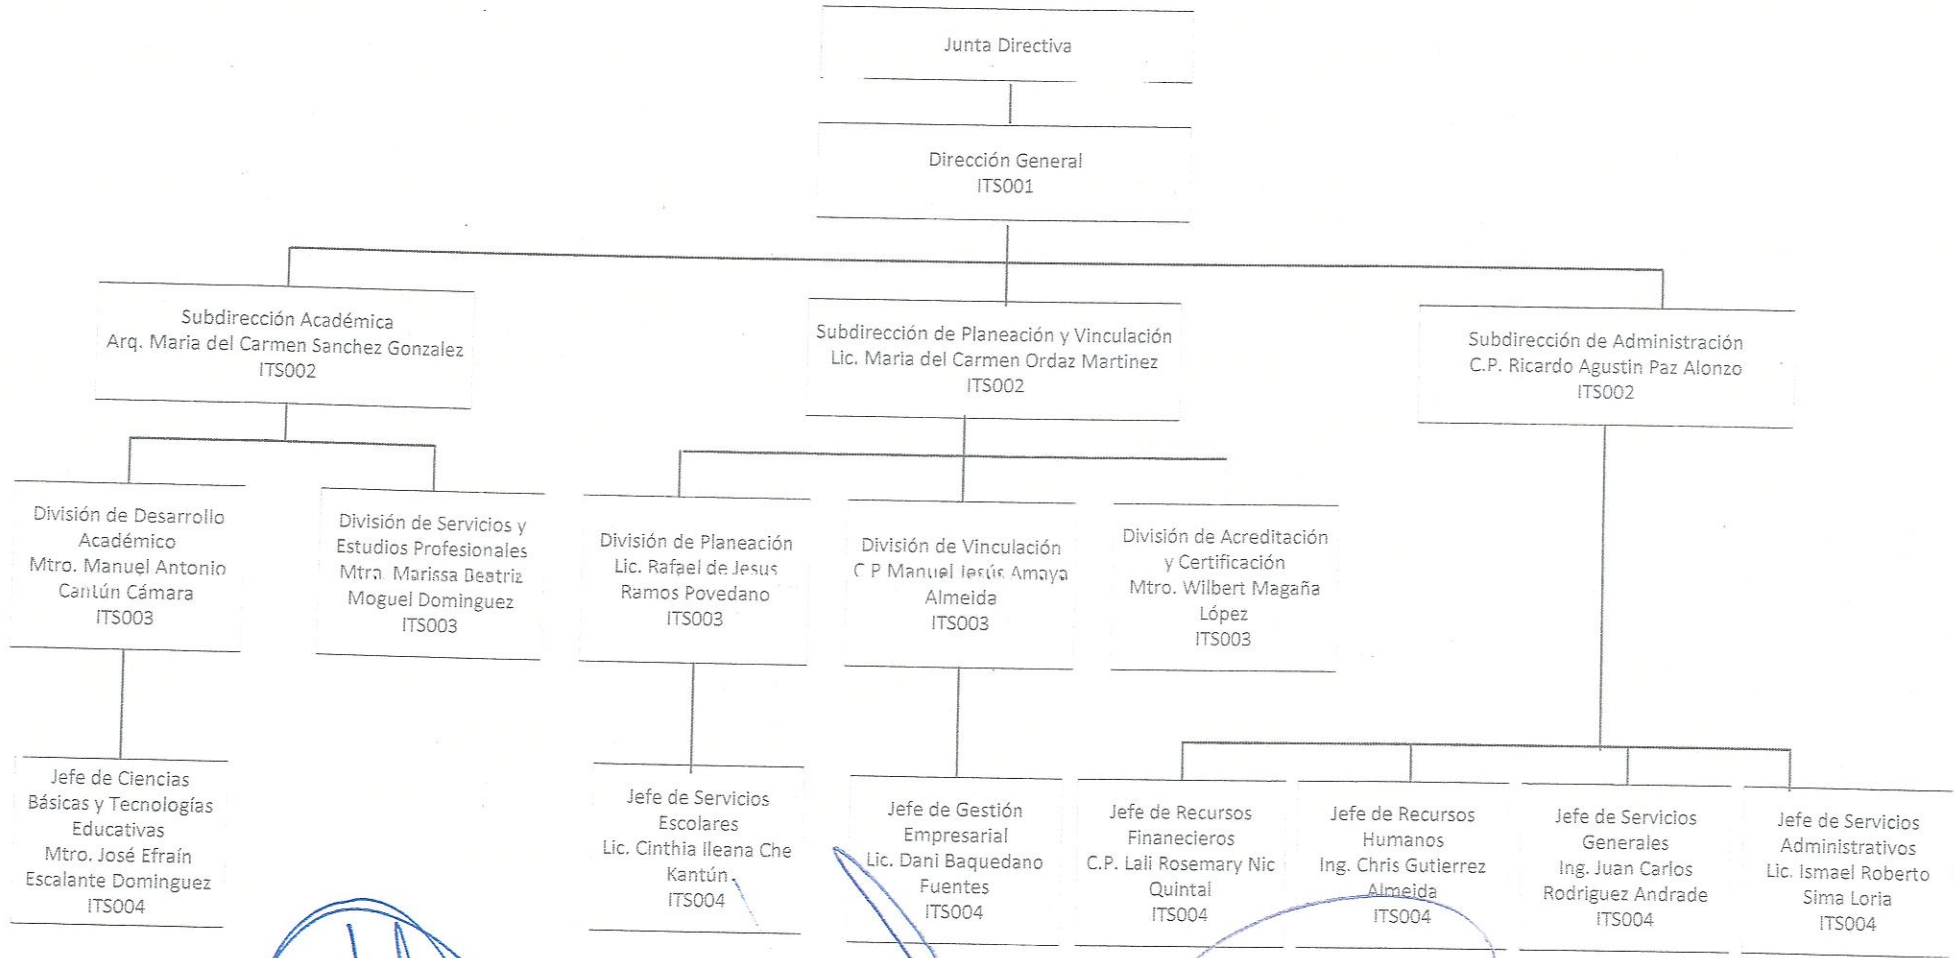 Junta Directiva
Dirección General
ITS001
Subdirección Académica
Arq. Maria del Carmen Sanchez Gonzalez
ITS002
Subdirección de Planeación y Vinculación
Lic. Maria del Carmen Ordaz Martinez
ITS002
Subdirección de Administración
C.P. Ricardo Agustin Paz Alonzo
ITS002
División de Desarrollo
Académico
Mtro. Manuel Antonio
Cantún Cámara
ITS003
División de Servicios y
Estudios Profesionales
Mtra. Marissa Beatriz
Moguel Dominguez
ITS003
División de Planeación
Lic. Rafael de Jesus
Ramos Povedano
ITS003
División de Vinculación
C P Manuel Jesús Amaya
Almeida
ITS003
División de Acreditación
y Certificación
Mtro. Wilbert Magaña
López
ITS003
Jefe de Ciencias
Básicas y Tecnologías
Educativas
Mtro. José Efraín
Escalante Dominguez
ITS004
Jefe de Servicios
Escolares
Lic. Cinthia Ileana Che
Kantún.
ITS004
Jefe de Gestión
Empresarial
Lic. Dani Baquedano
Fuentes
ITS004
Jefe de Recursos
Finanecieros
C.P. Lali Rosemary Nic
Quintal
ITS004
Jefe de Recursos
Humanos
Ing. Chris Gutierrez
Almeida
ITS004
Jefe de Servicios
Generales
Ing. Juan Carlos
Rodriguez Andrade
ITS004
Jefe de Servicios
Administrativos
Lic. Ismael Roberto
Sima Loria
ITS004